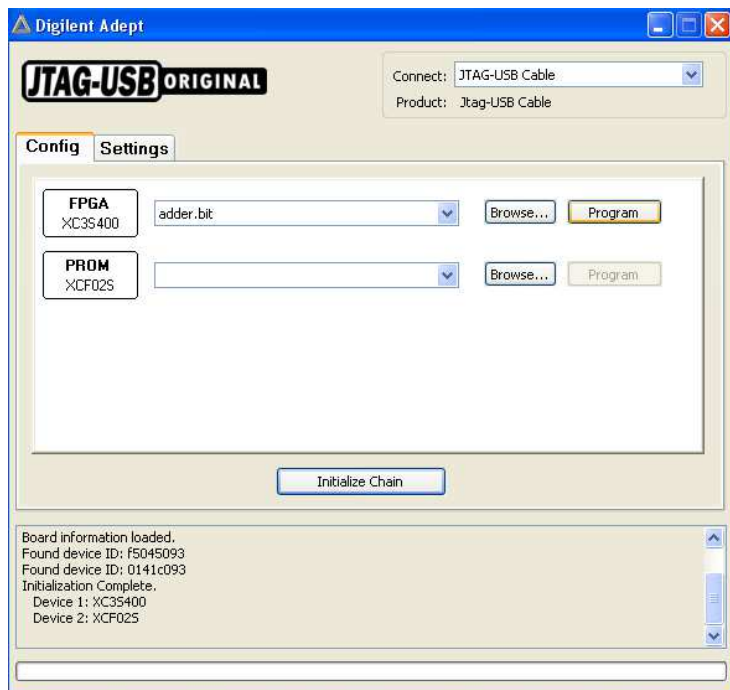 Digilent Adept
JTAG-USB ORIGINAL
Connect: JTAG-USB Cable
Product: Jtag-USB Cable
Config Settings
FPGA
XC3S400
adder.bit
Browse... Program
PROM
XCF02S
Browse... Program
Initialize Chain
Board information loaded.
Found device ID: f5045093
Found device ID: 0141c093
Initialization Complete.
Device 1: XC3S400
Device 2: XCF02S